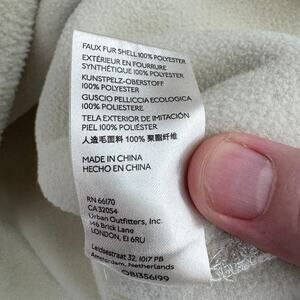 FAUX FUR SHELL 100% POLYESTER
EXTÉRIEUR EN FOURRURE
SYNTHÉTIQUE 100% POLYESTER
KUNSTPELZ-OBERSTOFF
100% POLYESTER
GUSCIO PELLICCIA ECOLOGICA
100% POLIESTERE
TELA EXTERIOR DE IMITACIÓN
PIEL 100% POLIÉSTER
人造毛面料 100% 聚酯纤维
MADE IN CHINA
HECHO EN CHINA
RN 66170
CA 32054
Urban Outfitters, Inc.
146 Brick Lane
LONDON, E1 6RU
Leidsestraat 32, 1017 PB
Amsterdam, Netherlands
OB1356199